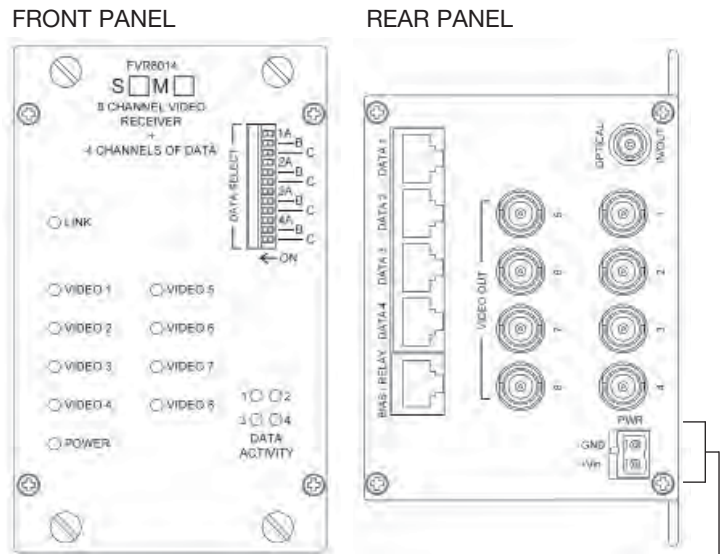 FRONT PANEL
FVR8014
S M
8 CHANNEL VIDEO
RECEIVER
+
4 CHANNELS OF DATA
DATA SELECT
1A
B
C
2A
B
C
3A
B
C
4A
B
C
←ON
LINK
VIDEO 1 VIDEO 5
VIDEO 2 VIDEO 6
VIDEO 3 VIDEO 7
VIDEO 4 VIDEO 8
POWER
1 2
3 4
DATA
ACTIVITY
REAR PANEL
DATA 1
DATA 2
DATA 3
DATA 4
BIAS / RELAY
OPTICAL
IN/OUT
VIDEO OUT
5 1
6 2
7 3
8 4
PWR
GND
+Vin